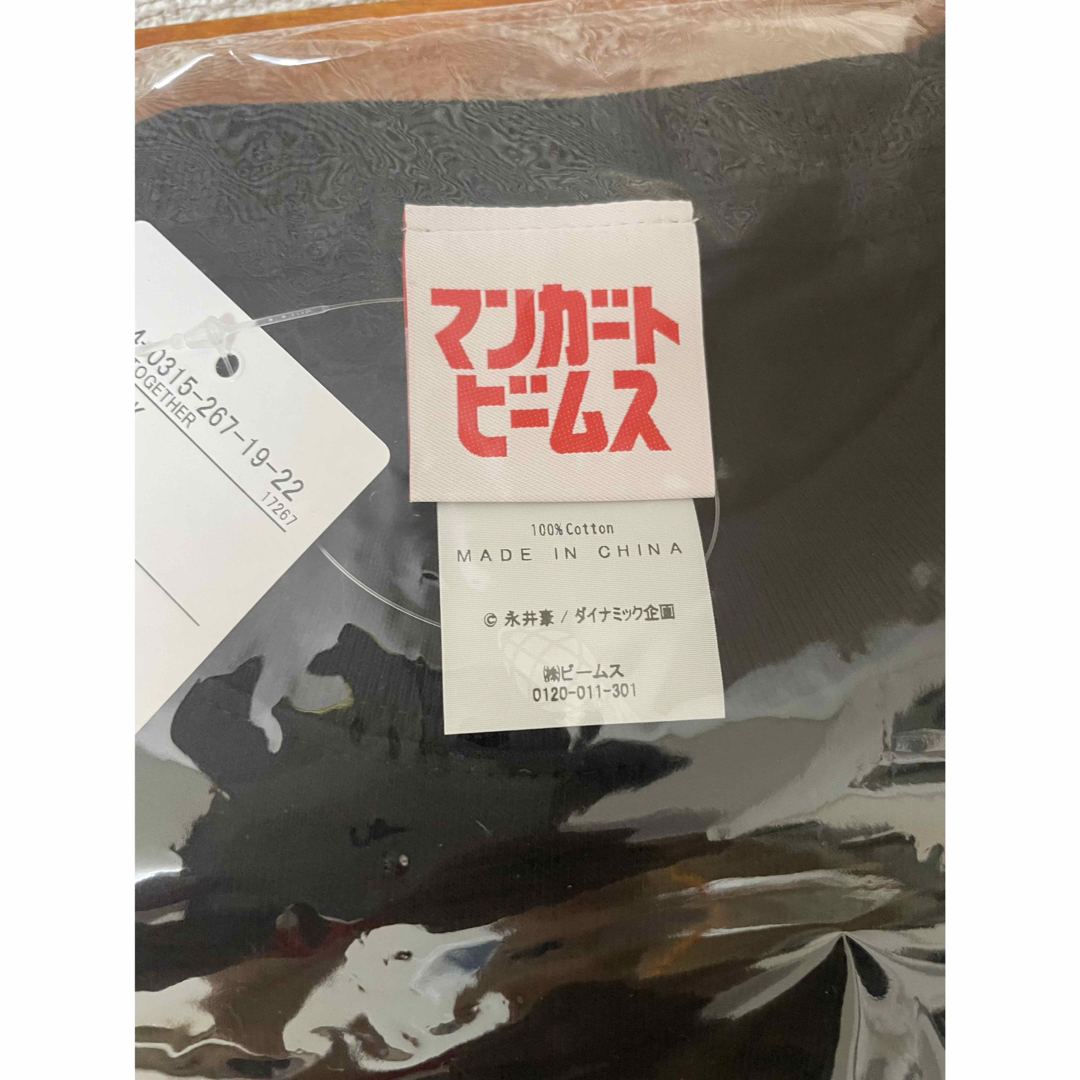 0315-267-19-22
TOGETHER
17267
マンガート
ビームス
100% Cotton
MADE IN CHINA
© 永井豪 / ダイナミック企画
㈱ビームス
0120-011-301